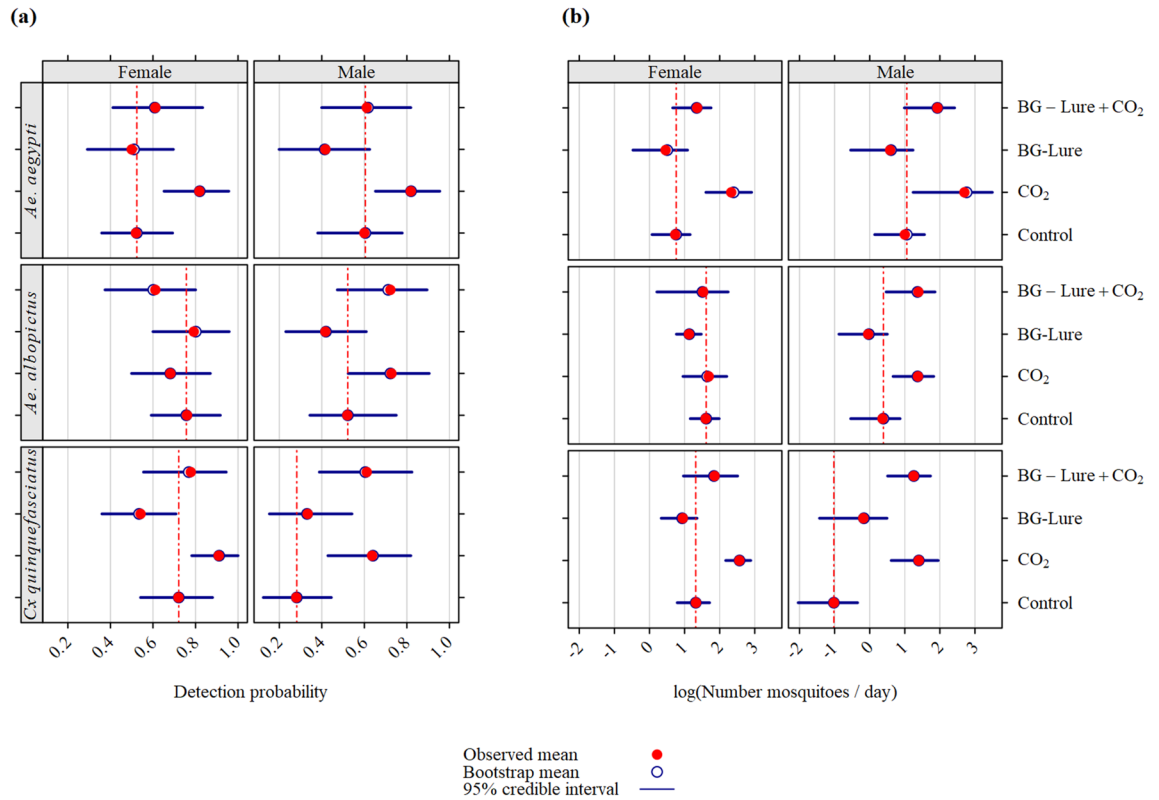 (a)
(b)
Female
Male
Female
Male
Ae. aegypti
BG – Lure + CO2
BG-Lure
CO2
Control
Ae. albopictus
BG – Lure + CO2
BG-Lure
CO2
Control
Cx quinquefasciatus
BG – Lure + CO2
BG-Lure
CO2
Control
0.2 0.4 0.6 0.8 1.0
0.2 0.4 0.6 0.8 1.0
-2 -1 0 1 2 3
-2 -1 0 1 2 3
Detection probability
log(Number mosquitoes / day)
Observed mean
Bootstrap mean
95% credible interval